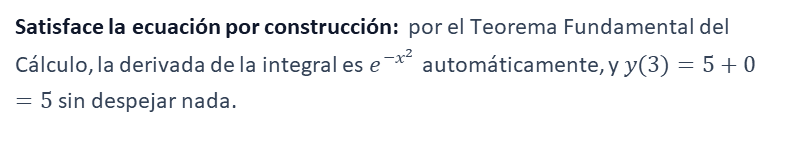 Satisface la ecuación por construcción: por el Teorema Fundamental del
Cálculo, la derivada de la integral es $e^{-x^2}$ automáticamente, y $y(3) = 5 + 0$
$= 5$ sin despejar nada.